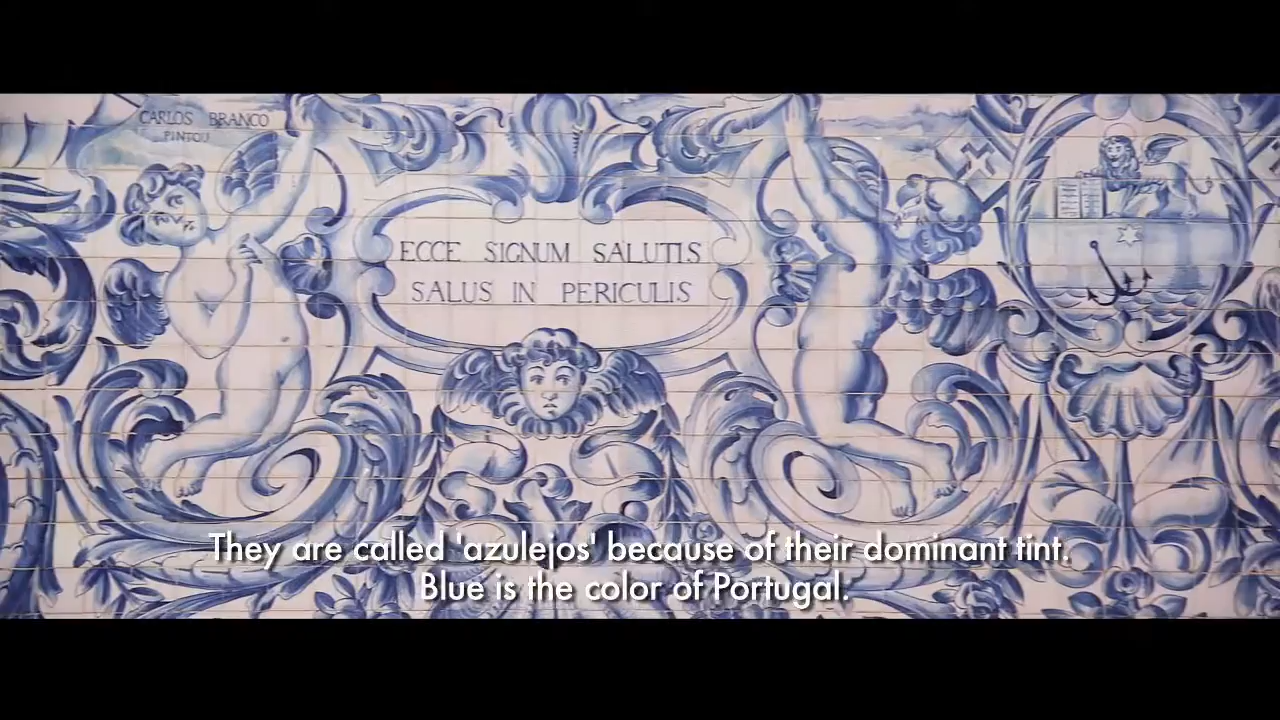 CARLOS BRANCO
PINTOU
ECCE SIGNUM SALUTIS
SALUS IN PERICULIS
They are called 'azulejos' because of their dominant tint.
Blue is the color of Portugal.